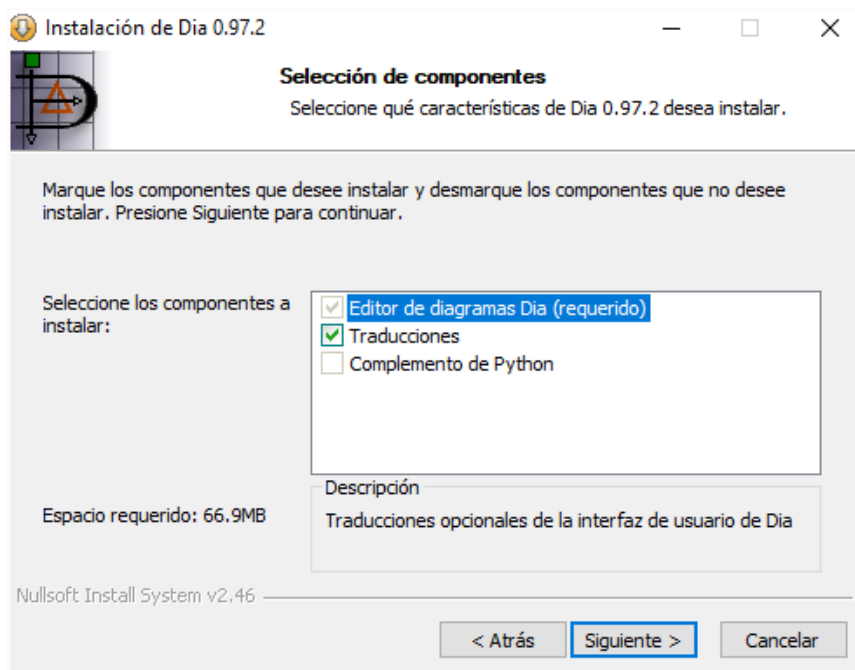 Instalación de Dia 0.97.2
Selección de componentes
Seleccione qué características de Dia 0.97.2 desea instalar.
Marque los componentes que desee instalar y desmarque los componentes que no desee
instalar. Presione Siguiente para continuar.
Seleccione los componentes a
instalar:
Editor de diagramas Dia (requerido)
Traducciones
Complemento de Python
Espacio requerido: 66.9MB
Descripción
Traducciones opcionales de la interfaz de usuario de Dia
Nullsoft Install System v2.46
< Atrás
Siguiente >
Cancelar